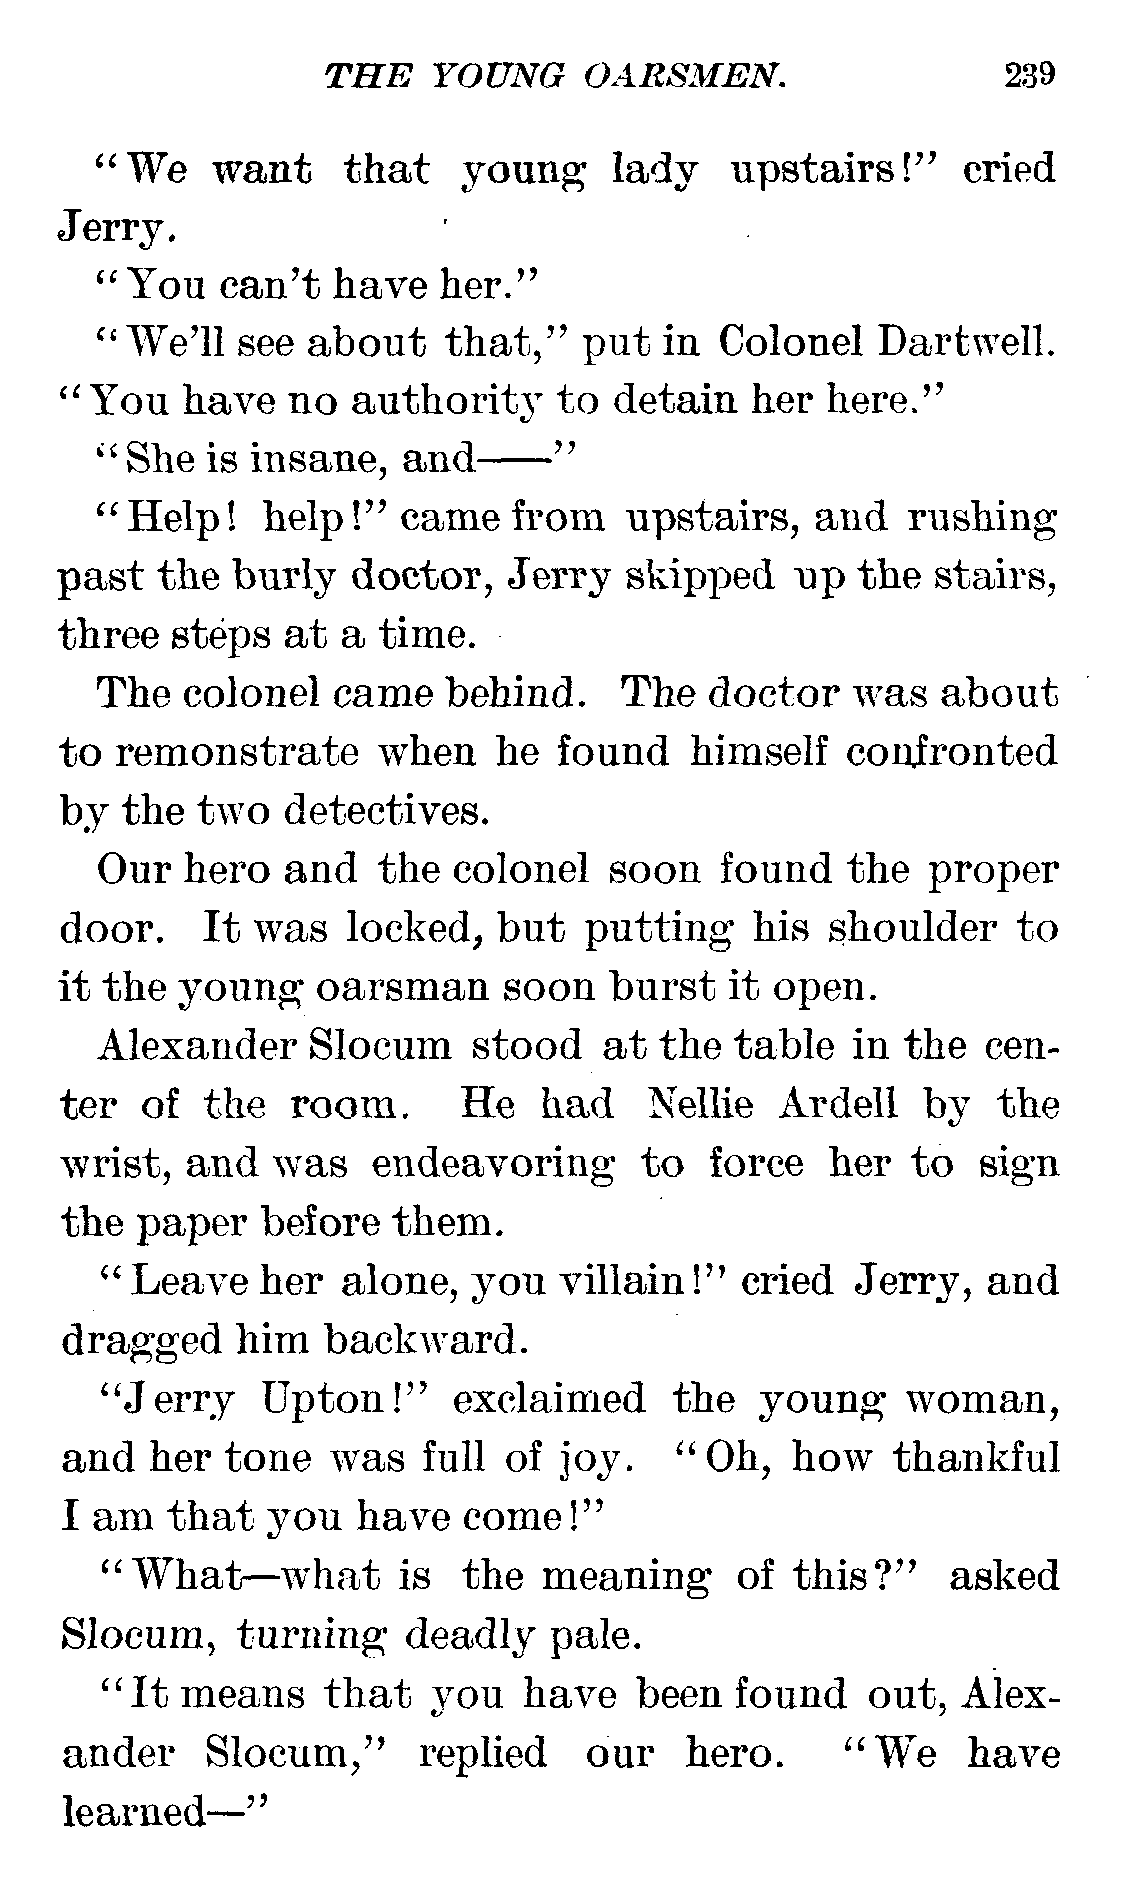 THE YOUNG OARSMEN. 239
"We want that young lady upstairs!" cried
Jerry.
"You can't have her."
"We'll see about that," put in Colonel Dartwell.
"You have no authority to detain her here."
"She is insane, and——"
"Help! help!" came from upstairs, and rushing
past the burly doctor, Jerry skipped up the stairs,
three steps at a time.
The colonel came behind. The doctor was about
to remonstrate when he found himself confronted
by the two detectives.
Our hero and the colonel soon found the proper
door. It was locked, but putting his shoulder to
it the young oarsman soon burst it open.
Alexander Slocum stood at the table in the cen-
ter of the room. He had Nellie Ardell by the
wrist, and was endeavoring to force her to sign
the paper before them.
"Leave her alone, you villain!" cried Jerry, and
dragged him backward.
"Jerry Upton!" exclaimed the young woman,
and her tone was full of joy. "Oh, how thankful
I am that you have come!"
"What—what is the meaning of this?" asked
Slocum, turning deadly pale.
"It means that you have been found out, Alex-
ander Slocum," replied our hero. "We have
learned—"